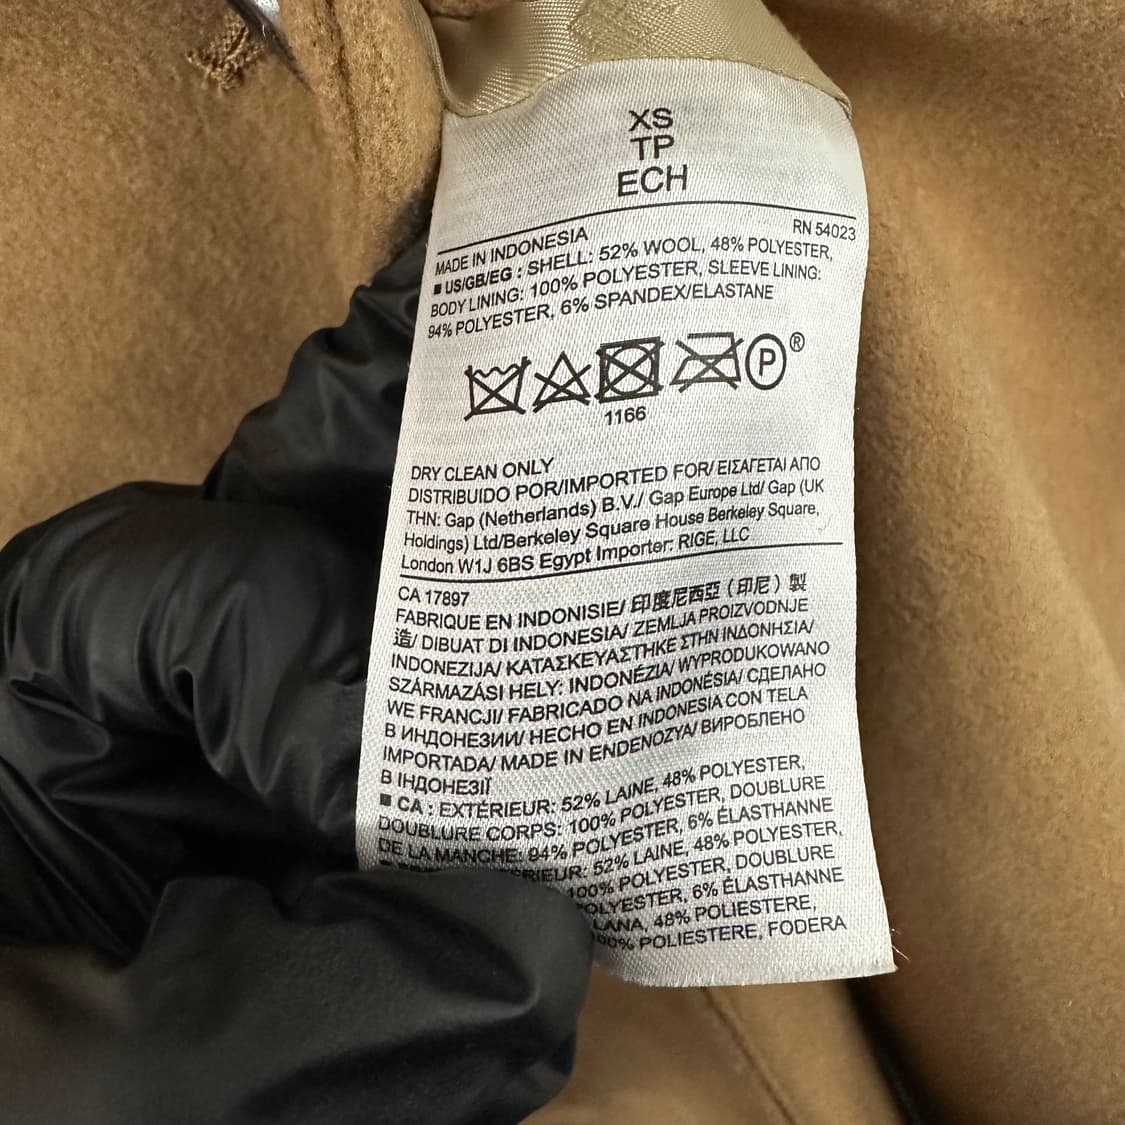 XS
TP
ECH
RN 54023
MADE IN INDONESIA
■ US/GB/EG : SHELL: 52% WOOL, 48% POLYESTER,
BODY LINING: 100% POLYESTER, SLEEVE LINING:
94% POLYESTER, 6% SPANDEX/ELASTANE
P ®
1166
DRY CLEAN ONLY
DISTRIBUIDO POR/IMPORTED FOR/ ΕΙΣΑΓΕΤΑΙ ΑΠΟ
ΤΗΝ: Gap (Netherlands) B.V./ Gap Europe Ltd/ Gap (UK
Holdings) Ltd/Berkeley Square House Berkeley Square,
London W1J 6BS Egypt Importer: RIGE, LLC
CA 17897
FABRIQUE EN INDONISIE/ 印度尼西亞（印尼）製
造/ DIBUAT DI INDONESIA/ ZEMLJA PROIZVODNJE
INDONEZIJA/ ΚΑΤΑΣΚΕΥΑΣΤΗΚΕ ΣΤΗΝ ΙΝΔΟΝΗΣΙΑ/
SZÁRMAZÁSI HELY: INDONÉZIA/ WYPRODUKOWANO
WE FRANCJI/ FABRICADO NA INDONÉSIA/ СДЕЛАНО
В ИНДОНЕЗИИ/ HECHO EN INDONESIA CON TELA
IMPORTADA/ MADE IN ENDENOZYA/ ВИРОБЛЕНО
В ІНДОНЕЗІЇ
■ CA : EXTÉRIEUR: 52% LAINE, 48% POLYESTER,
DOUBLURE CORPS: 100% POLYESTER, DOUBLURE
DE LA MANCHE: 94% POLYESTER, 6% ÉLASTHANNE
52% LAINE, 48% POLYESTER,
100% POLYESTER, DOUBLURE
6% ÉLASTHANNE
LANA, 48% POLIESTERE,
POLIESTERE, FODERA